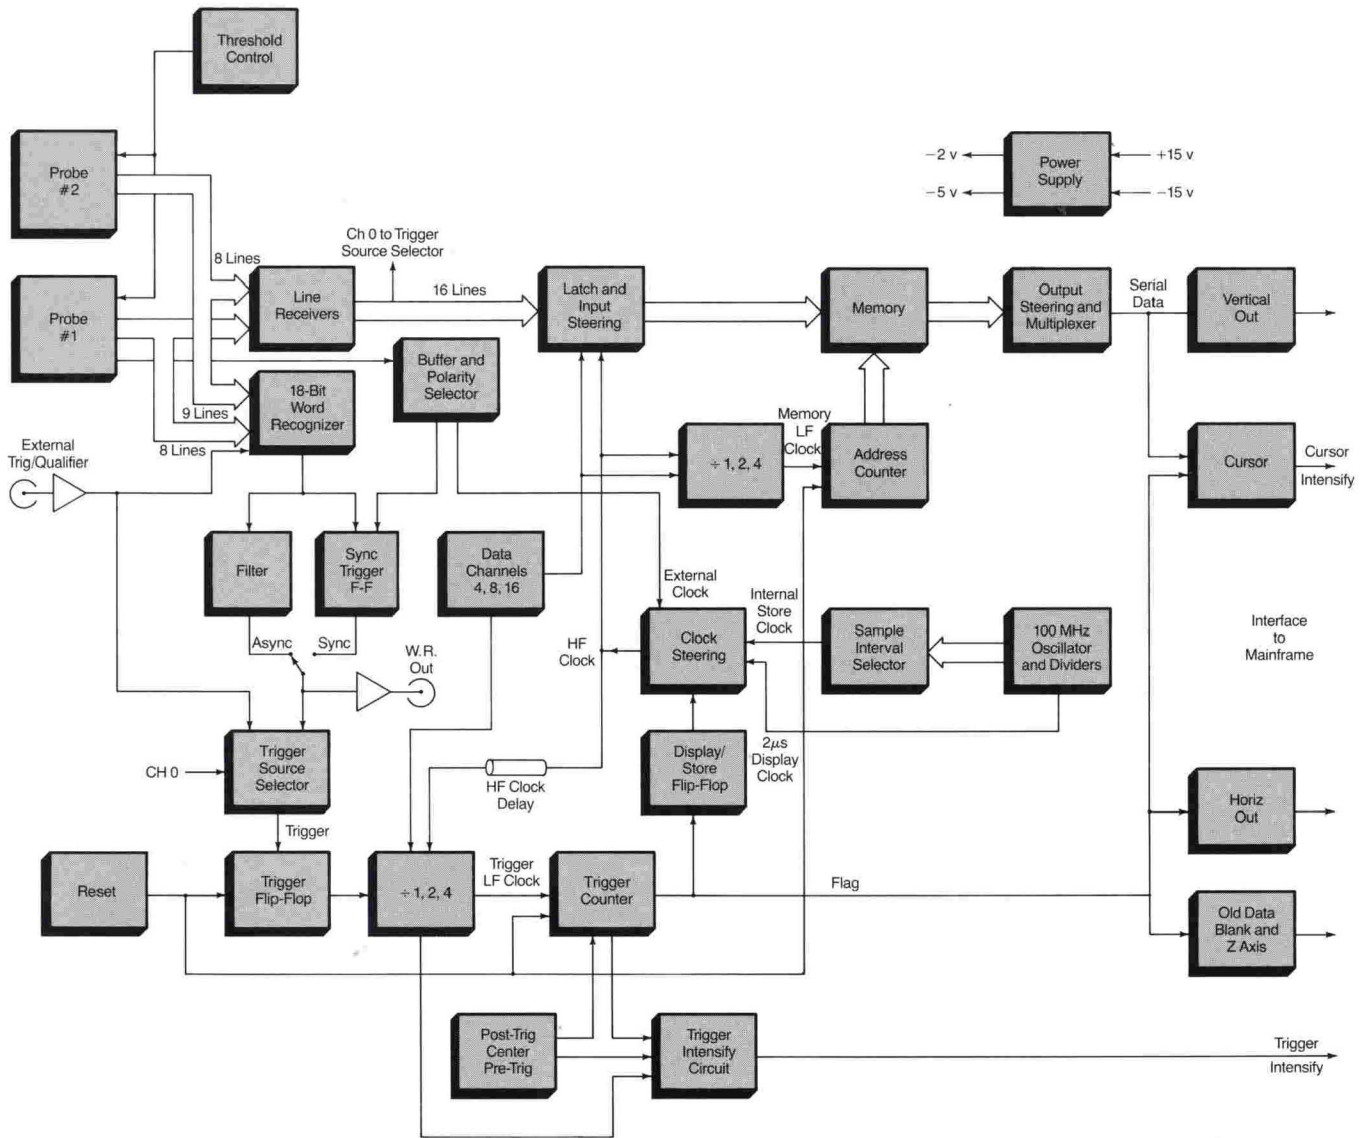 Threshold
Control
Probe
#2
−2 v
−5 v
Power
Supply
+15 v
−15 v
8 Lines
Ch 0 to Trigger
Source Selector
Probe
#1
Line
Receivers
16 Lines
Latch and
Input
Steering
Memory
Output
Steering and
Multiplexer
Serial
Data
Vertical
Out
Buffer and
Polarity
Selector
18-Bit
Word
Recognizer
9 Lines
8 Lines
External
Trig/Qualifier
÷ 1, 2, 4
Memory
LF
Clock
Address
Counter
Cursor
Cursor
Intensify
Filter
Sync
Trigger
F-F
Data
Channels
4, 8, 16
External
Clock
Internal
Store
Clock
Async
Sync
W.R.
Out
HF
Clock
Clock
Steering
Sample
Interval
Selector
100 MHz
Oscillator
and Dividers
Interface
to
Mainframe
CH 0
Trigger
Source
Selector
HF Clock
Delay
Display/
Store
Flip-Flop
2µs
Display
Clock
Horiz
Out
Trigger
Reset
Trigger
Flip-Flop
÷ 1, 2, 4
Trigger
LF Clock
Trigger
Counter
Flag
Old Data
Blank and
Z Axis
Post-Trig
Center
Pre-Trig
Trigger
Intensify
Circuit
Trigger
Intensify